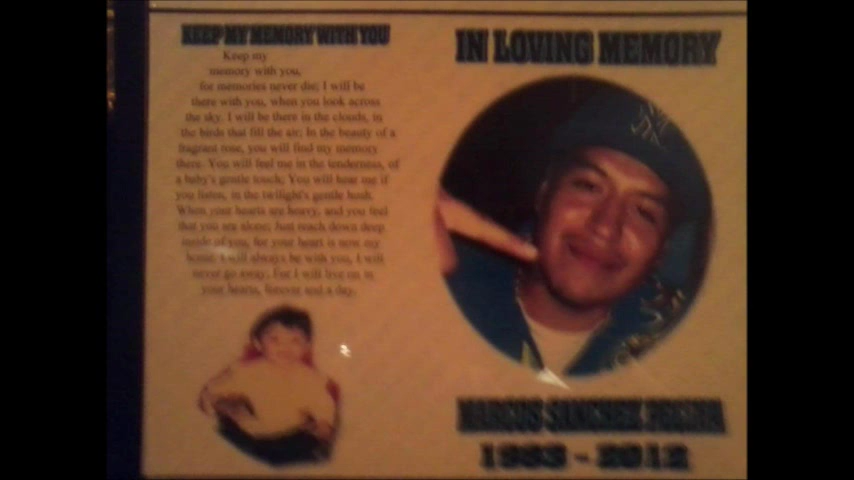 KEEP MY MEMORY WITH YOU
Keep my
memory with you,
for memories never die; I will be
there with you, when you look across
the sky. I will be there in the clouds, in
the birds that fill the air; In the beauty of a
fragrant rose, you will find my memory
there. You will feel me in the tenderness, of
a baby's gentle touch; You will hear me if
you listen, in the twilight's gentle hush.
When your hearts are heavy, and you feel
that you are alone; Just reach down deep
inside of you, for your heart is now my
home. I will always be with you, I will
never go away; For I will live on in
your hearts, forever and a day.
IN LOVING MEMORY
NY
MARCOS SANCHEZ
2012